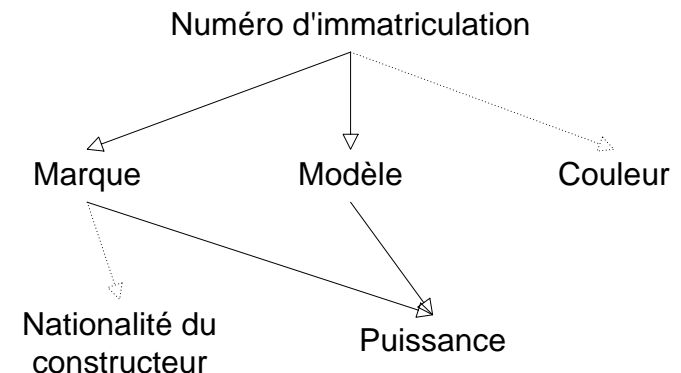 Numéro d'immatriculation
Marque
Modèle
Couleur
Nationalité du
constructeur
Puissance